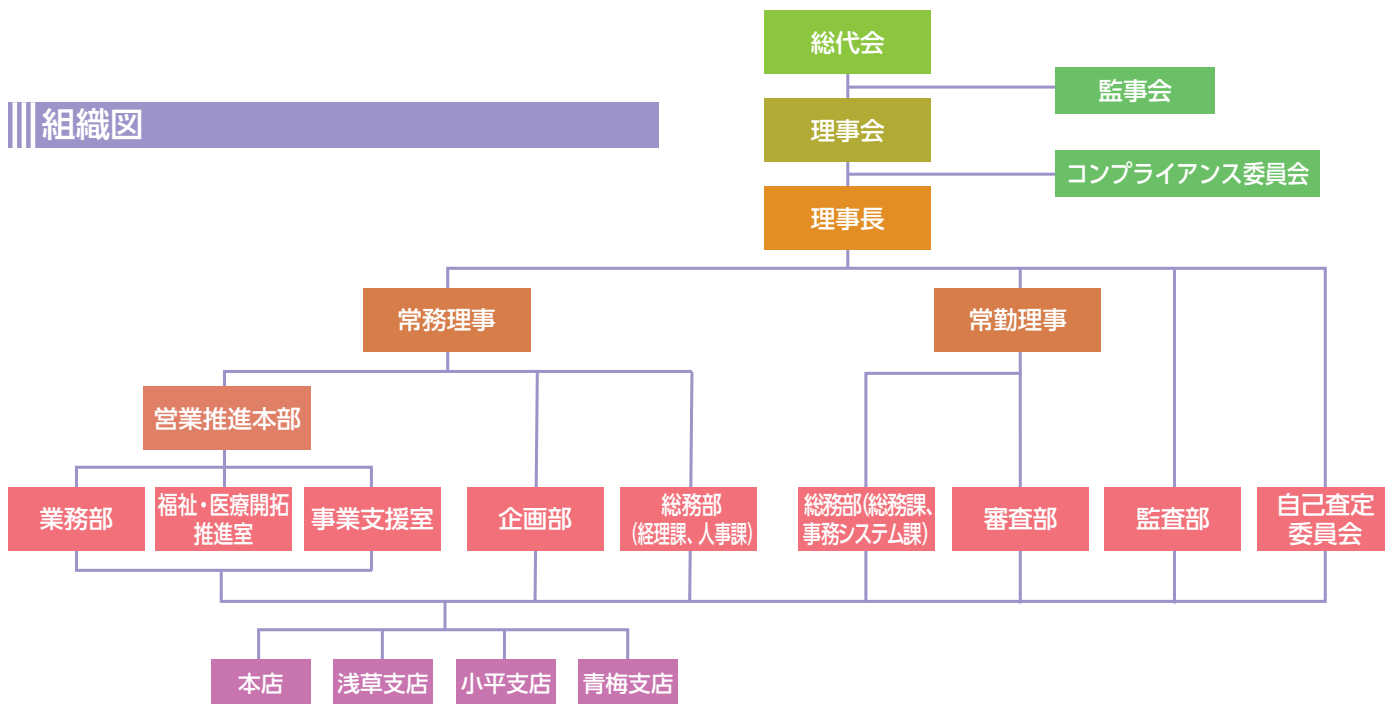 組織図
総代会
監事会
理事会
コンプライアンス委員会
理事長
常務理事
常勤理事
営業推進本部
業務部
福祉・医療開拓
推進室
事業支援室
企画部
総務部
(経理課、人事課)
総務部(総務課、
事務システム課)
審査部
監査部
自己査定
委員会
本店
浅草支店
小平支店
青梅支店